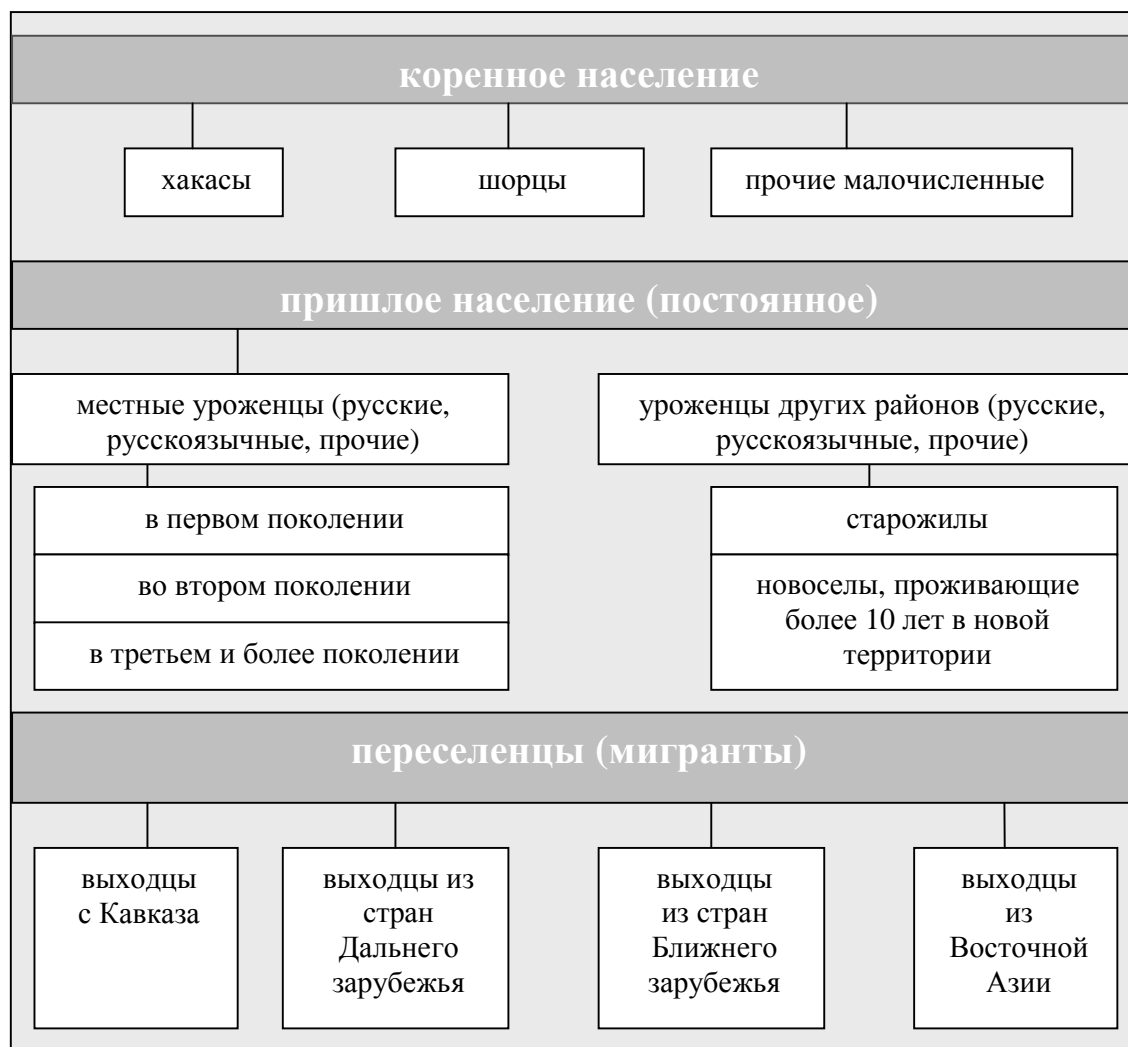 коренное население
хакасы
шорцы
прочие малочисленные
пришлое население (постоянное)
местные уроженцы (русские,
русскоязычные, прочие)
уроженцы других районов (русские,
русскоязычные, прочие)
в первом поколении
во втором поколении
в третьем и более поколении
старожилы
новоселы, проживающие
более 10 лет в новой
территории
переселенцы (мигранты)
выходцы
с Кавказа
выходцы из
стран
Дальнего
зарубежья
выходцы
из стран
Ближнего
зарубежья
выходцы
из
Восточной
Азии